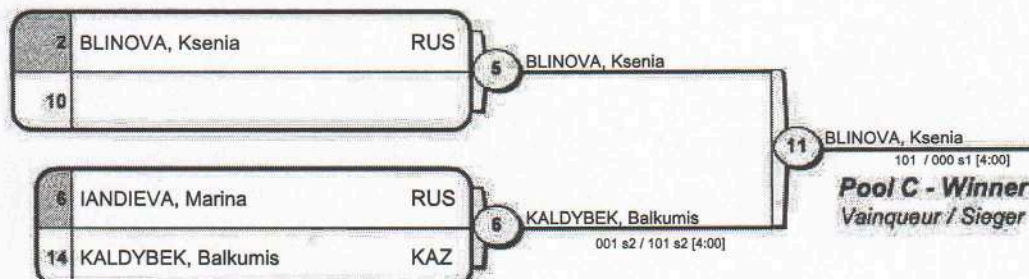 2 BLINOVA, Ksenia RUS
10
5
BLINOVA, Ksenia
6 IANDIEVA, Marina RUS
14 KALDYBEK, Balkumis KAZ
6
KALDYBEK, Balkumis
001 s2 / 101 s2 [4:00]
11
BLINOVA, Ksenia
101 / 000 s1 [4:00]
Pool C - Winner
Vainqueur / Sieger